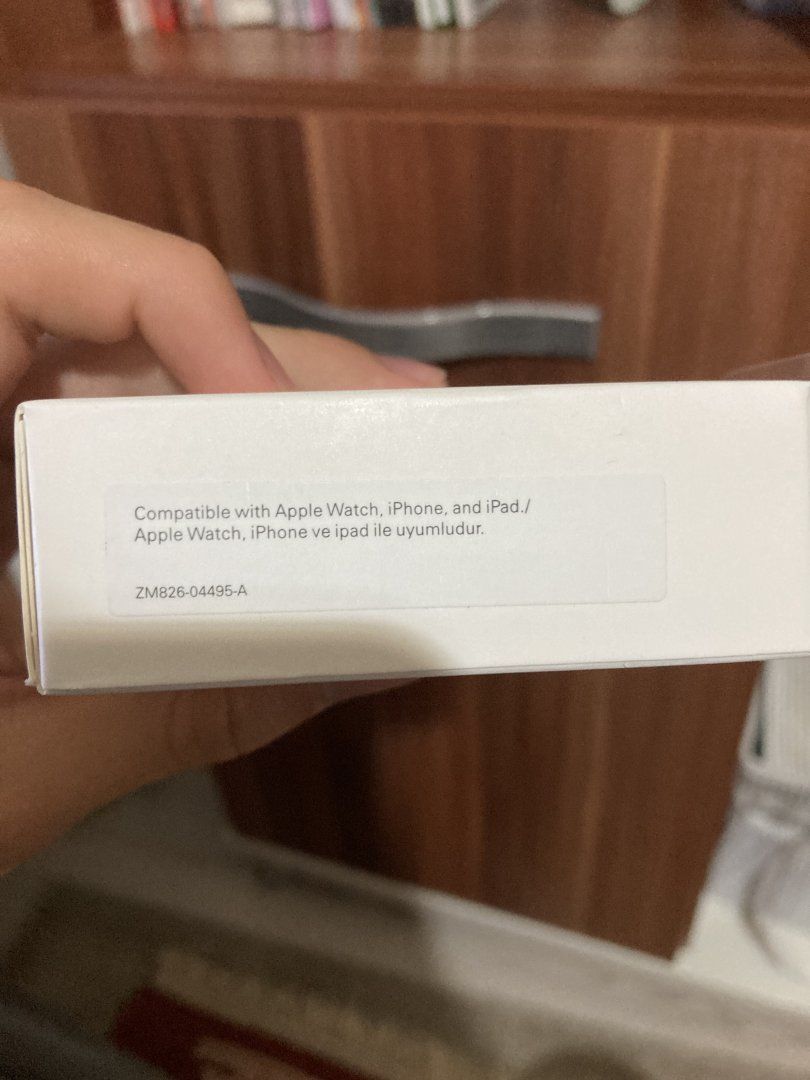 Compatible with Apple Watch, iPhone, and iPad./
Apple Watch, iPhone ve ipad ile uyumludur.
ZM826-04495-A